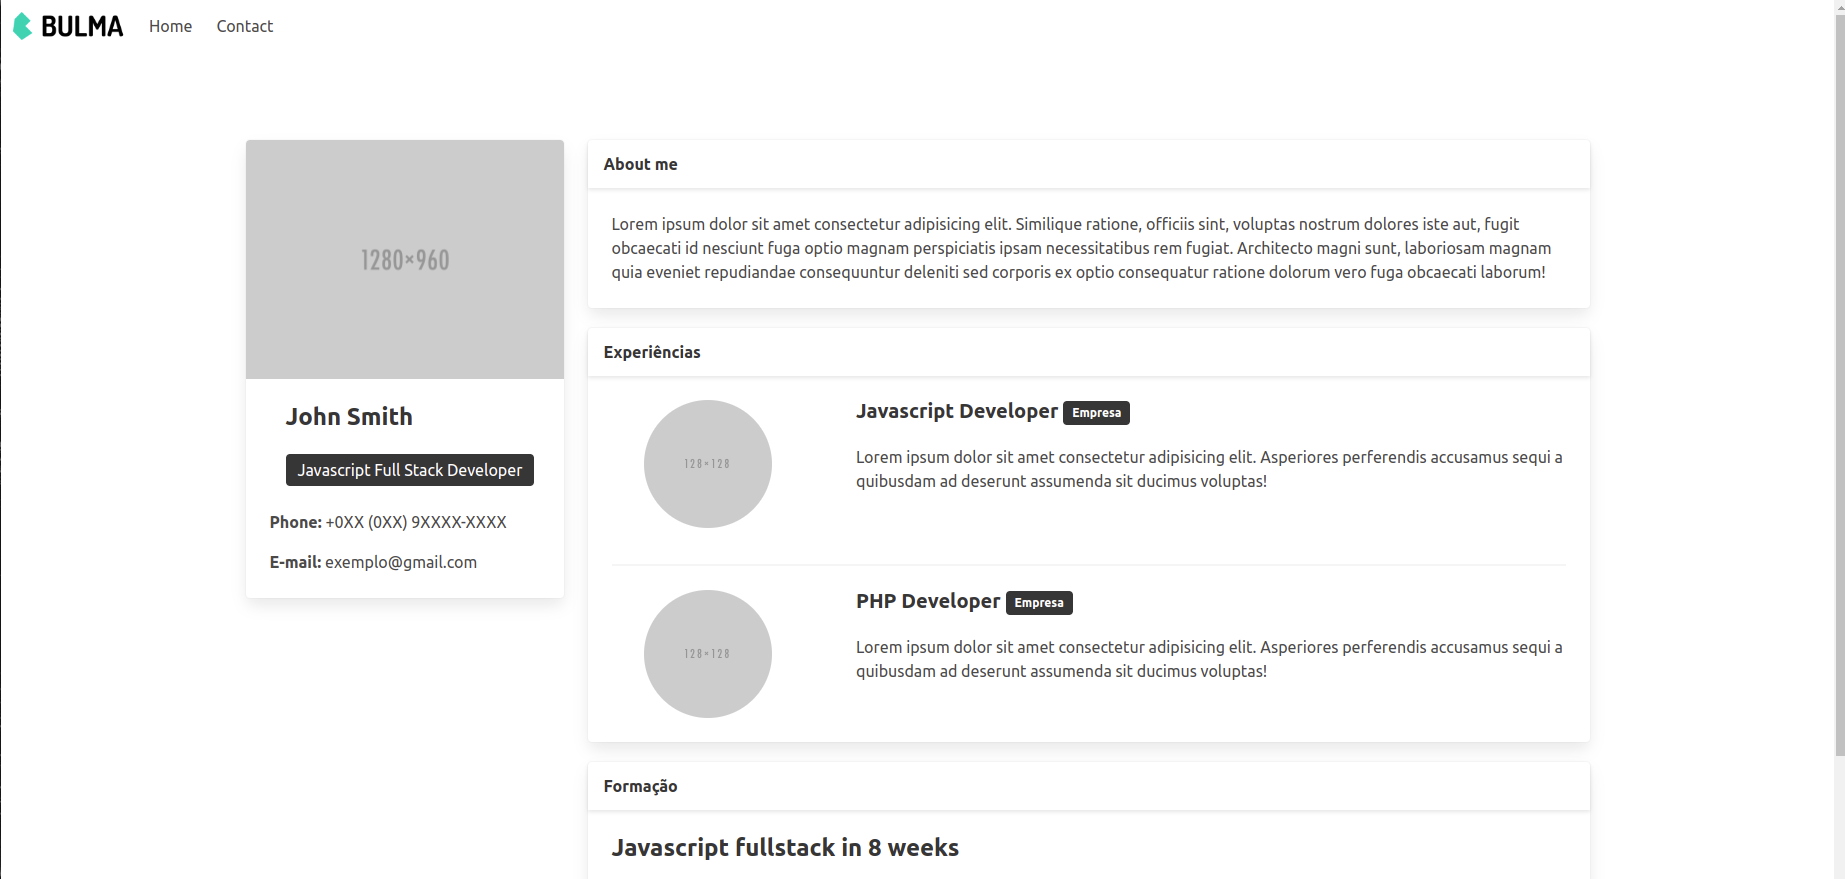 BULMA Home Contact
1280×960
John Smith
Javascript Full Stack Developer
Phone: +0XX (0XX) 9XXXX-XXXX
E-mail: exemplo@gmail.com
About me
Lorem ipsum dolor sit amet consectetur adipisicing elit. Similique ratione, officiis sint, voluptas nostrum dolores iste aut, fugit
obcaecati id nesciunt fuga optio magnam perspiciatis ipsam necessitatibus rem fugiat. Architecto magni sunt, laboriosam magnam
quia eveniet repudiandae consequuntur deleniti sed corporis ex optio consequatur ratione dolorum vero fuga obcaecati laborum!
Experiências
128×128
Javascript Developer Empresa
Lorem ipsum dolor sit amet consectetur adipisicing elit. Asperiores perferendis accusamus sequi a
quibusdam ad deserunt assumenda sit ducimus voluptas!
128×128
PHP Developer Empresa
Lorem ipsum dolor sit amet consectetur adipisicing elit. Asperiores perferendis accusamus sequi a
quibusdam ad deserunt assumenda sit ducimus voluptas!
Formação
Javascript fullstack in 8 weeks